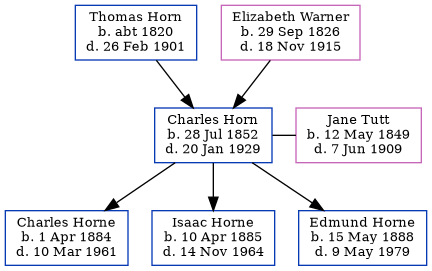 Thomas Horn
b. abt 1820
d. 26 Feb 1901
Elizabeth Warner
b. 29 Sep 1826
d. 18 Nov 1915
Charles Horn
b. 28 Jul 1852
d. 20 Jan 1929
Jane Tutt
b. 12 May 1849
d. 7 Jun 1909
Charles Horne
b. 1 Apr 1884
d. 10 Mar 1961
Isaac Horne
b. 10 Apr 1885
d. 14 Nov 1964
Edmund Horne
b. 15 May 1888
d. 9 May 1979